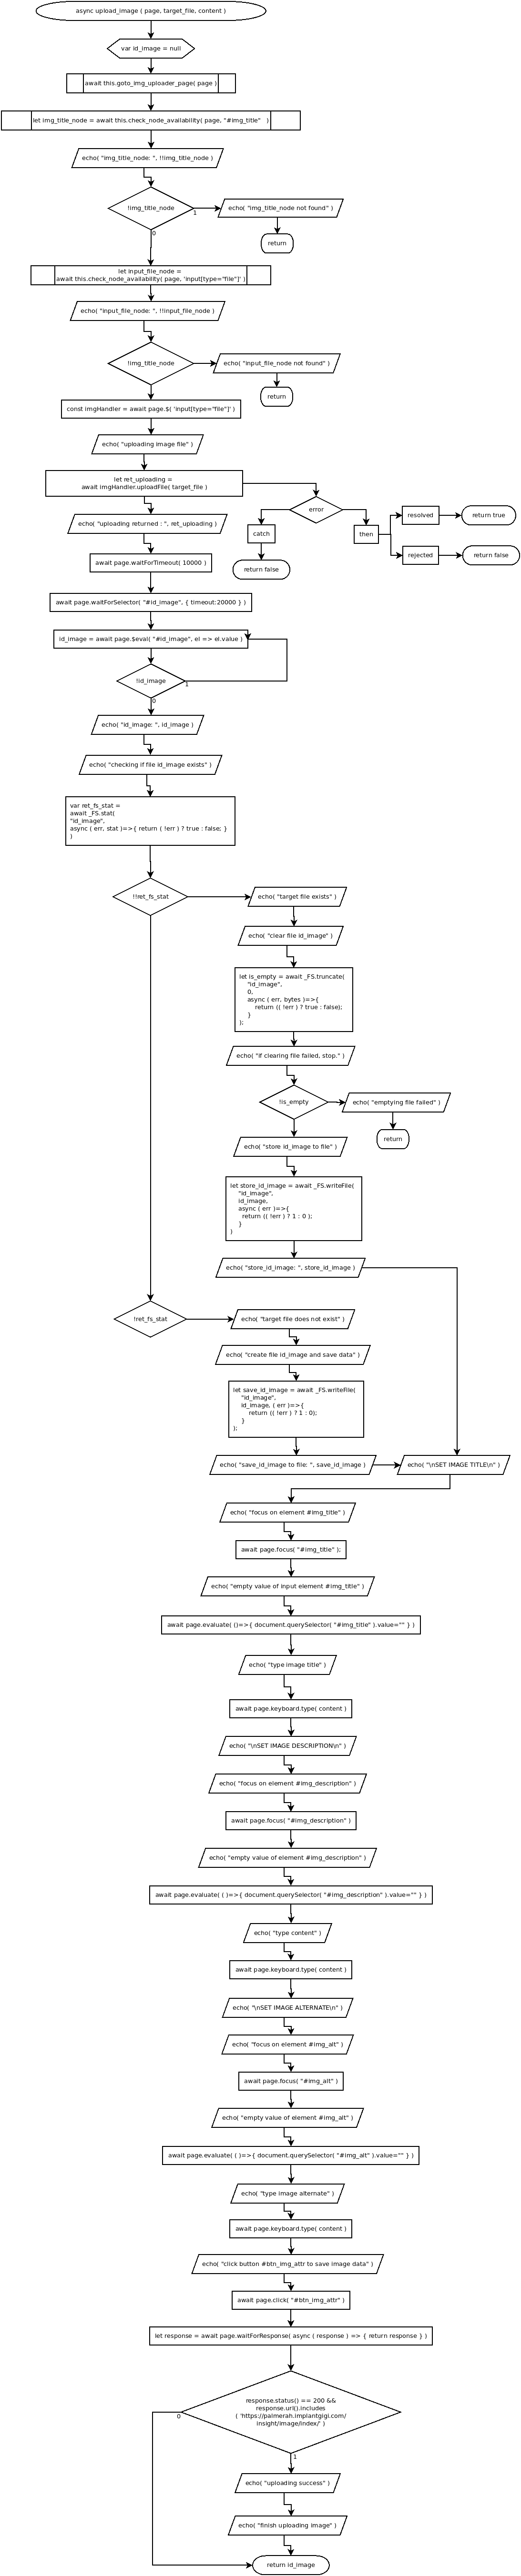 async upload_image ( page, target_file, content )
var id_image = null
await this.goto_img_uploader_page( page )
let img_title_node = await this.check_node_availability( page, "#img_title" )
echo( "img_title_node: ", !!img_title_node )
!img_title_node
1
echo( "img_title_node not found" )
0
return
let input_file_node =
await this.check_node_availability( page, 'input[type="file"]' )
echo( "input_file_node: ", !!input_file_node )
!img_title_node
echo( "input_file_node not found" )
return
const imgHandler = await page.$( 'input[type="file"]' )
echo( "uploading image file" )
let ret_uploading =
await imgHandler.uploadFile( target_file )
error
catch
then
resolved
return true
rejected
return false
return false
echo( "uploading returned : ", ret_uploading )
await page.waitForTimeout( 10000 )
await page.waitForSelector( "#id_image", { timeout:20000 } )
id_image = await page.$eval( "#id_image", el => el.value )
!id_image
1
0
echo( "id_image: ", id_image )
echo( "checking if file id_image exists" )
var ret_fs_stat =
await _FS.stat(
"id_image",
async ( err, stat )=>{ return ( !err ) ? true : false; }
)
!!ret_fs_stat
echo( "target file exists" )
echo( "clear file id_image" )
let is_empty = await _FS.truncate(
"id_image",
0,
async ( err, bytes )=>{
return (( !err ) ? true : false);
}
);
echo( "If clearing file failed, stop." )
!is_empty
echo( "emptying file failed" )
return
echo( "store id_image to file" )
let store_id_image = await _FS.writeFile(
"id_image",
id_image,
async ( err )=>{
return (( !err ) ? 1 : 0 );
}
)
echo( "store_id_image: ", store_id_image )
!ret_fs_stat
echo( "target file does not exist" )
echo( "create file id_image and save data" )
let save_id_image = await _FS.writeFile(
"id_image",
id_image, ( err )=>{
return (( !err ) ? 1 : 0);
}
);
echo( "save_id_image to file: ", save_id_image )
echo( "\nSET IMAGE TITLE\n" )
echo( "focus on element #img_title" )
await page.focus( "#img_title" );
echo( "empty value of input element #img_title" )
await page.evaluate( ()=>{ document.querySelector( "#img_title" ).value="" } )
echo( "type image title" )
await page.keyboard.type( content )
echo( "\nSET IMAGE DESCRIPTION\n" )
echo( "focus on element #img_description" )
await page.focus( "#img_description" )
echo( "empty value of element #img_description" )
await page.evaluate( ( )=>{ document.querySelector( "#img_description" ).value="" } )
echo( "type content" )
await page.keyboard.type( content )
echo( "\nSET IMAGE ALTERNATE\n" )
echo( "focus on element #img_alt" )
await page.focus( "#img_alt" )
echo( "empty value of element #img_alt" )
await page.evaluate( ( )=>{ document.querySelector( "#img_alt" ).value="" } )
echo( "type image alternate" )
await page.keyboard.type( content )
echo( "click button #btn_img_attr to save image data" )
await page.click( "#btn_img_attr" )
let response = await page.waitForResponse( async ( response ) => { return response } )
response.status() == 200 &&
response.url().includes
( 'https://palmerah.implantgigi.com/
insight/image/index/' )
0
1
echo( "uploading success" )
echo( "finish uploading image" )
return id_image